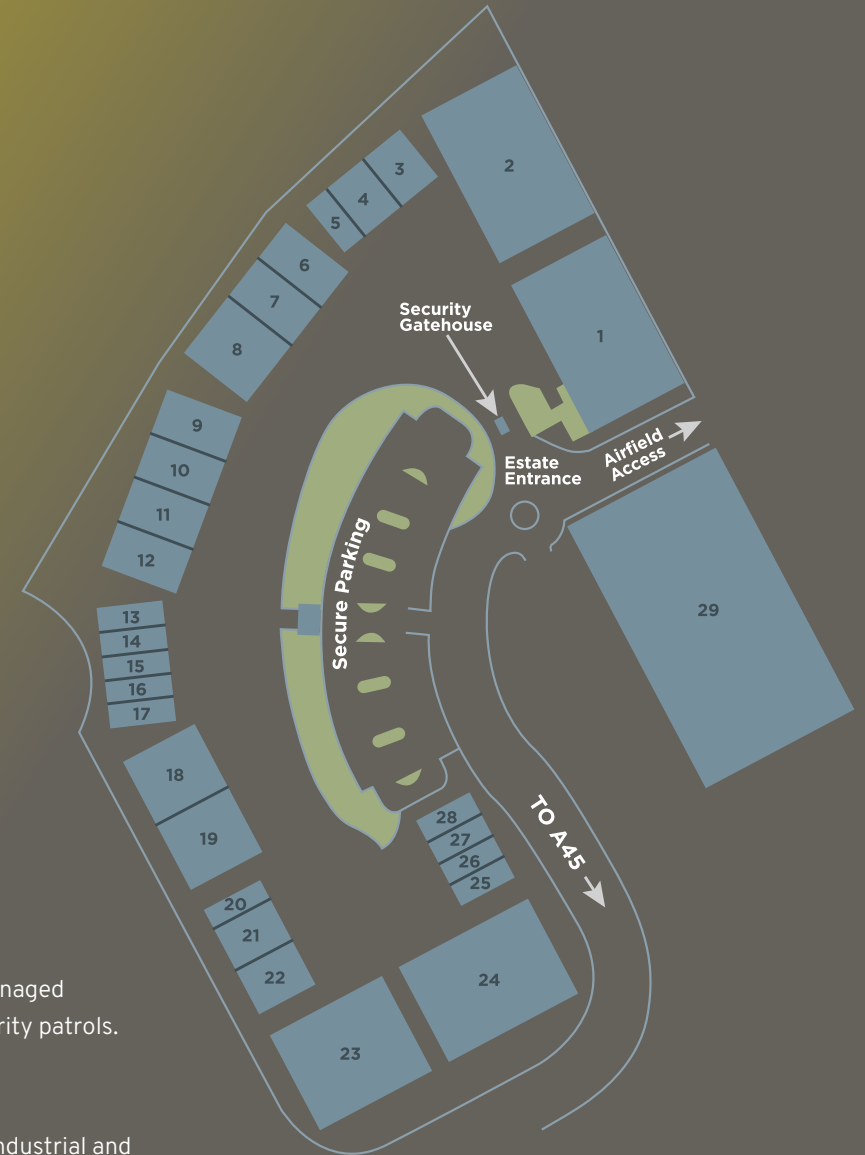 2
3
4
5
6
7
8
Security
Gatehouse
1
9
10
11
12
Estate
Entrance
Airfield
Access
Secure Parking
29
13
14
15
16
17
18
19
28
27
26
25
TO A45
20
21
22
24
23
naged
rity patrols.
ndustrial and